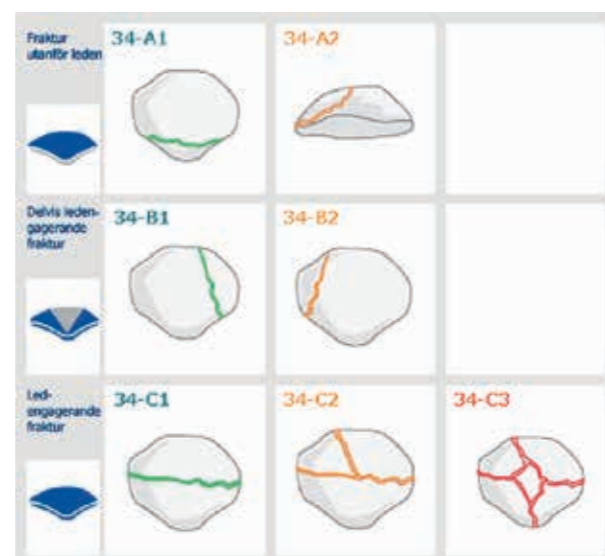 Fraktur
utanför leden
34-A1
34-A2
Delvis leden-
gagerande
fraktur
34-B1
34-B2
Led-
engagerande
fraktur
34-C1
34-C2
34-C3